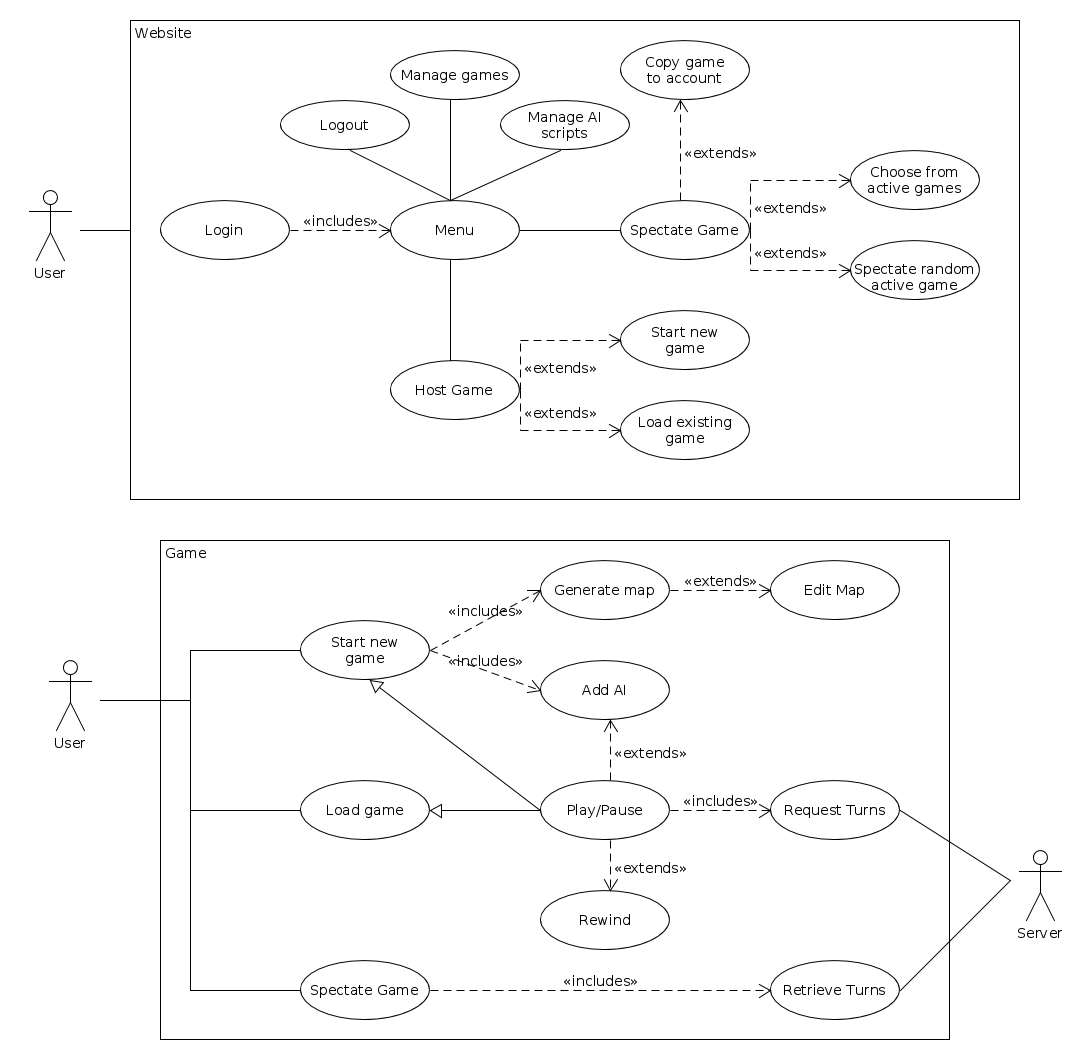 Website
Manage games
Copy game
to account
Logout
Manage AI
scripts
«extends»
Choose from
active games
«extends»
Login
«includes»
Menu
Spectate Game
«extends»
Spectate random
active game
User
Start new
game
«extends»
Host Game
«extends»
Load existing
game
Game
Generate map
«extends»
Edit Map
«includes»
Start new
game
«includes»
Add AI
User
«extends»
Load game
Play/Pause
«includes»
Request Turns
«extends»
Rewind
Server
Spectate Game
«includes»
Retrieve Turns